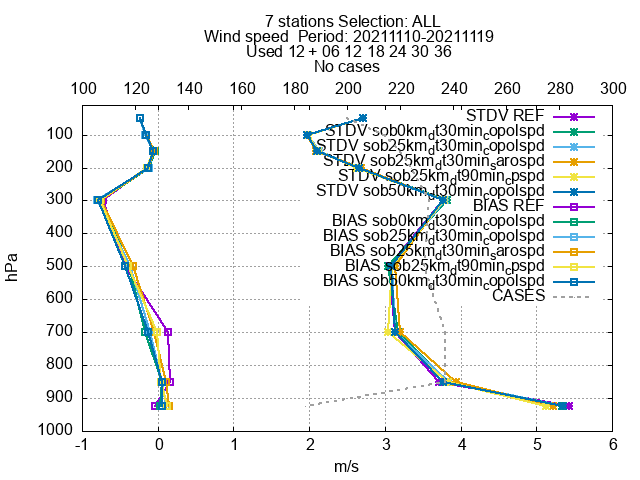 7 stations Selection: ALL
Wind speed Period: 20211110-20211119
Used 12 + 06 12 18 24 30 36
No cases
100 120 140 160 180 200 220 240 260 280 300
STDV REF
STDV sob0km_dt30min_copolspd
STDV sob25km_dt30min_copolspd
STDV sob25km_dt30min_sarospd
STDV sob25km_dt90min_cpspd
STDV sob50km_dt30min_copolspd
BIAS REF
BIAS sob0km_dt30min_copolspd
BIAS sob25km_dt30min_copolspd
BIAS sob25km_dt30min_sarospd
BIAS sob25km_dt90min_cpspd
BIAS sob50km_dt30min_copolspd
CASES
100
200
300
400
500
600
700
800
900
1000
hPa
-1 0 1 2 3 4 5 6
m/s